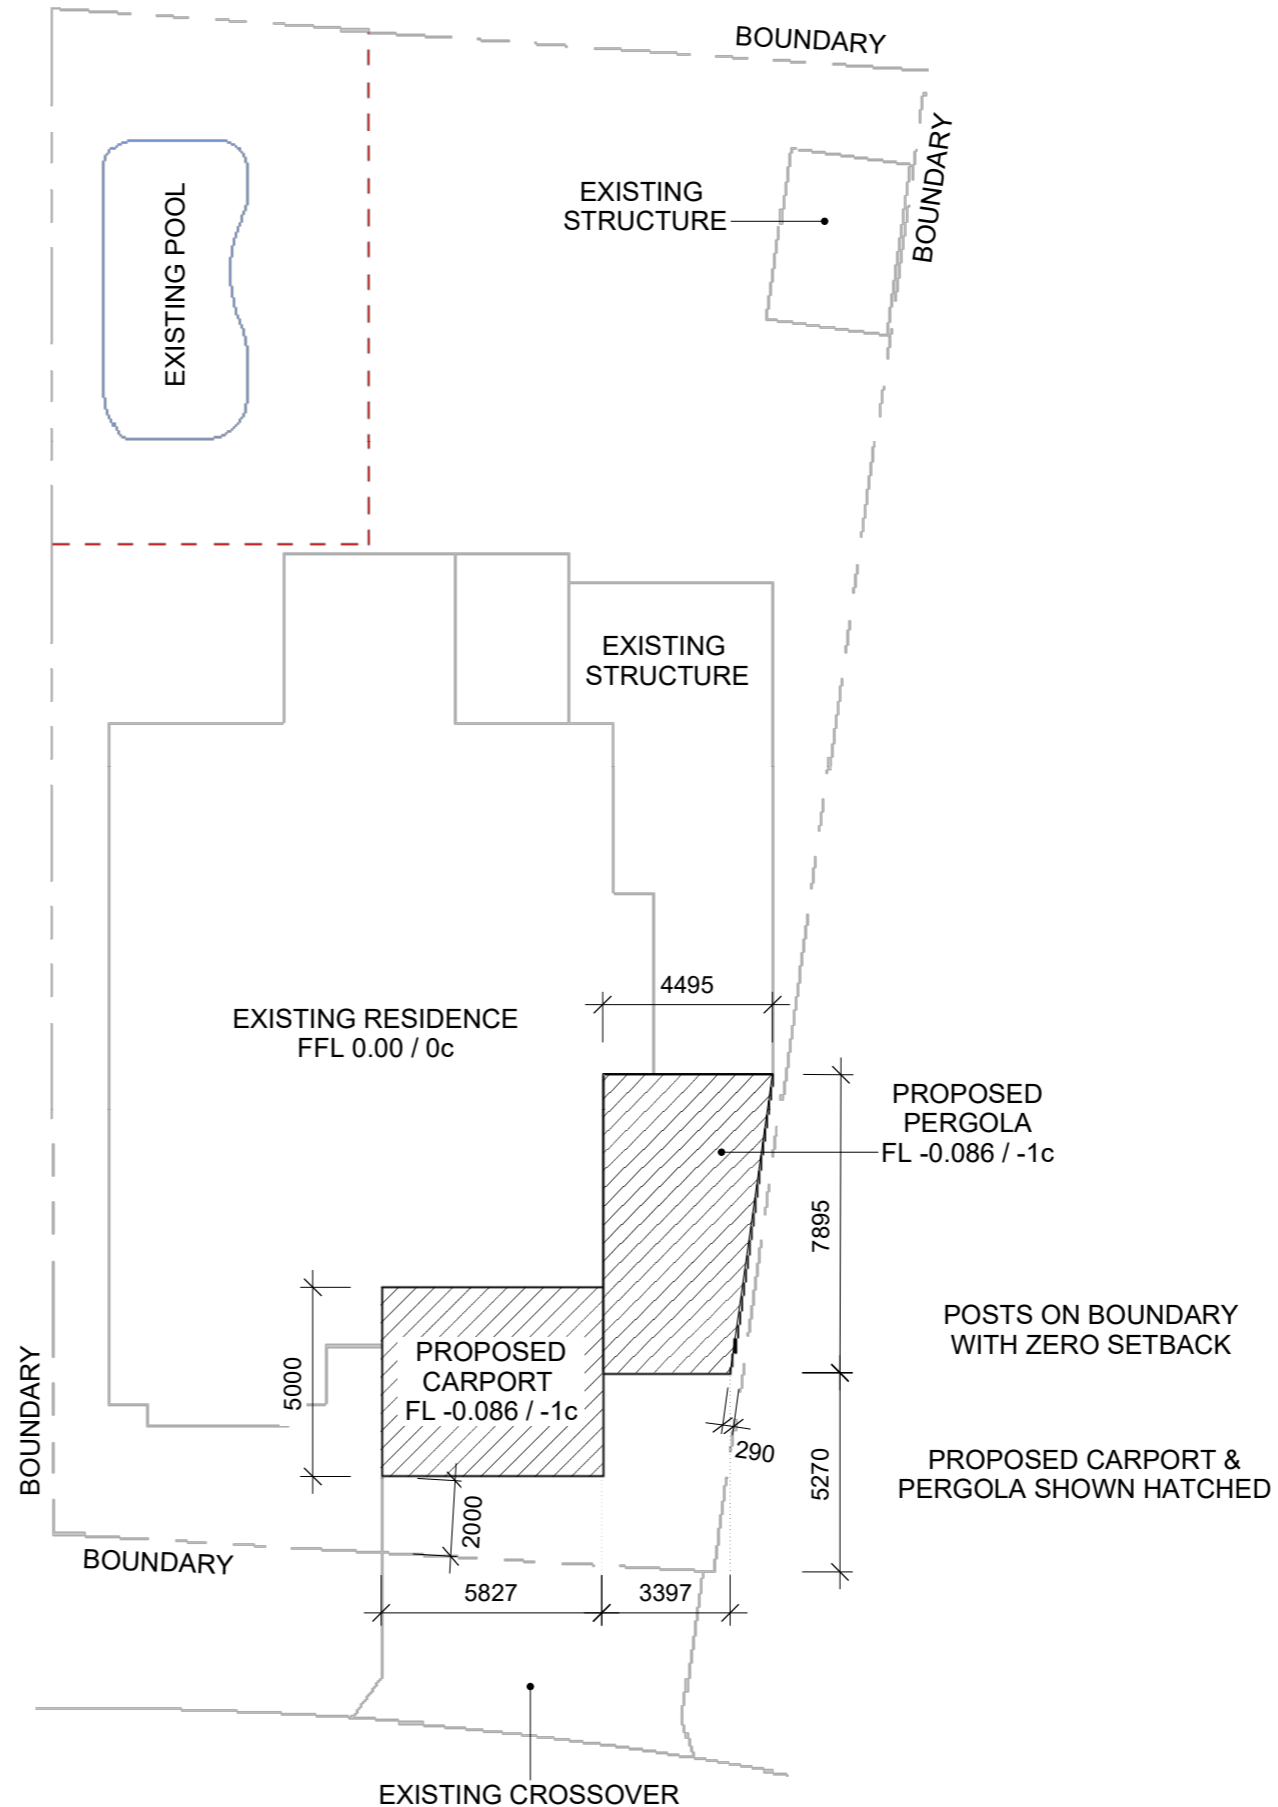 BOUNDARY
BOUNDARY
EXISTING
STRUCTURE
EXISTING POOL
EXISTING
STRUCTURE
4495
EXISTING RESIDENCE
FFL 0.00 / 0c
PROPOSED
PERGOLA
FL -0.086 / -1c
7895
POSTS ON BOUNDARY
WITH ZERO SETBACK
PROPOSED
CARPORT
FL -0.086 / -1c
5000
BOUNDARY
290
5270
PROPOSED CARPORT &
PERGOLA SHOWN HATCHED
2000
BOUNDARY
5827
3397
EXISTING CROSSOVER